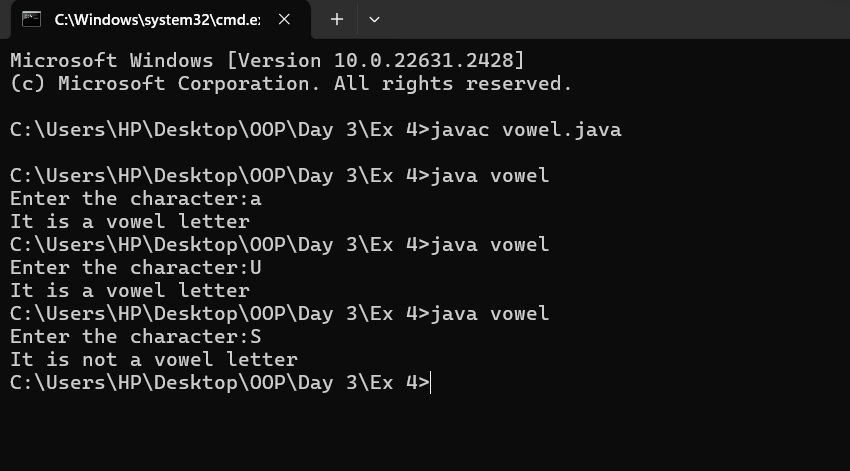 C:\Windows\system32\cmd.e
Microsoft Windows [Version 10.0.22631.2428]
(c) Microsoft Corporation. All rights reserved.
C:\Users\HP\Desktop\OOP\Day 3\Ex 4>javac vowel.java
C:\Users\HP\Desktop\OOP\Day 3\Ex 4>java vowel
Enter the character:a
It is a vowel letter
C:\Users\HP\Desktop\OOP\Day 3\Ex 4>java vowel
Enter the character:U
It is a vowel letter
C:\Users\HP\Desktop\OOP\Day 3\Ex 4>java vowel
Enter the character:S
It is not a vowel letter
C:\Users\HP\Desktop\OOP\Day 3\Ex 4>